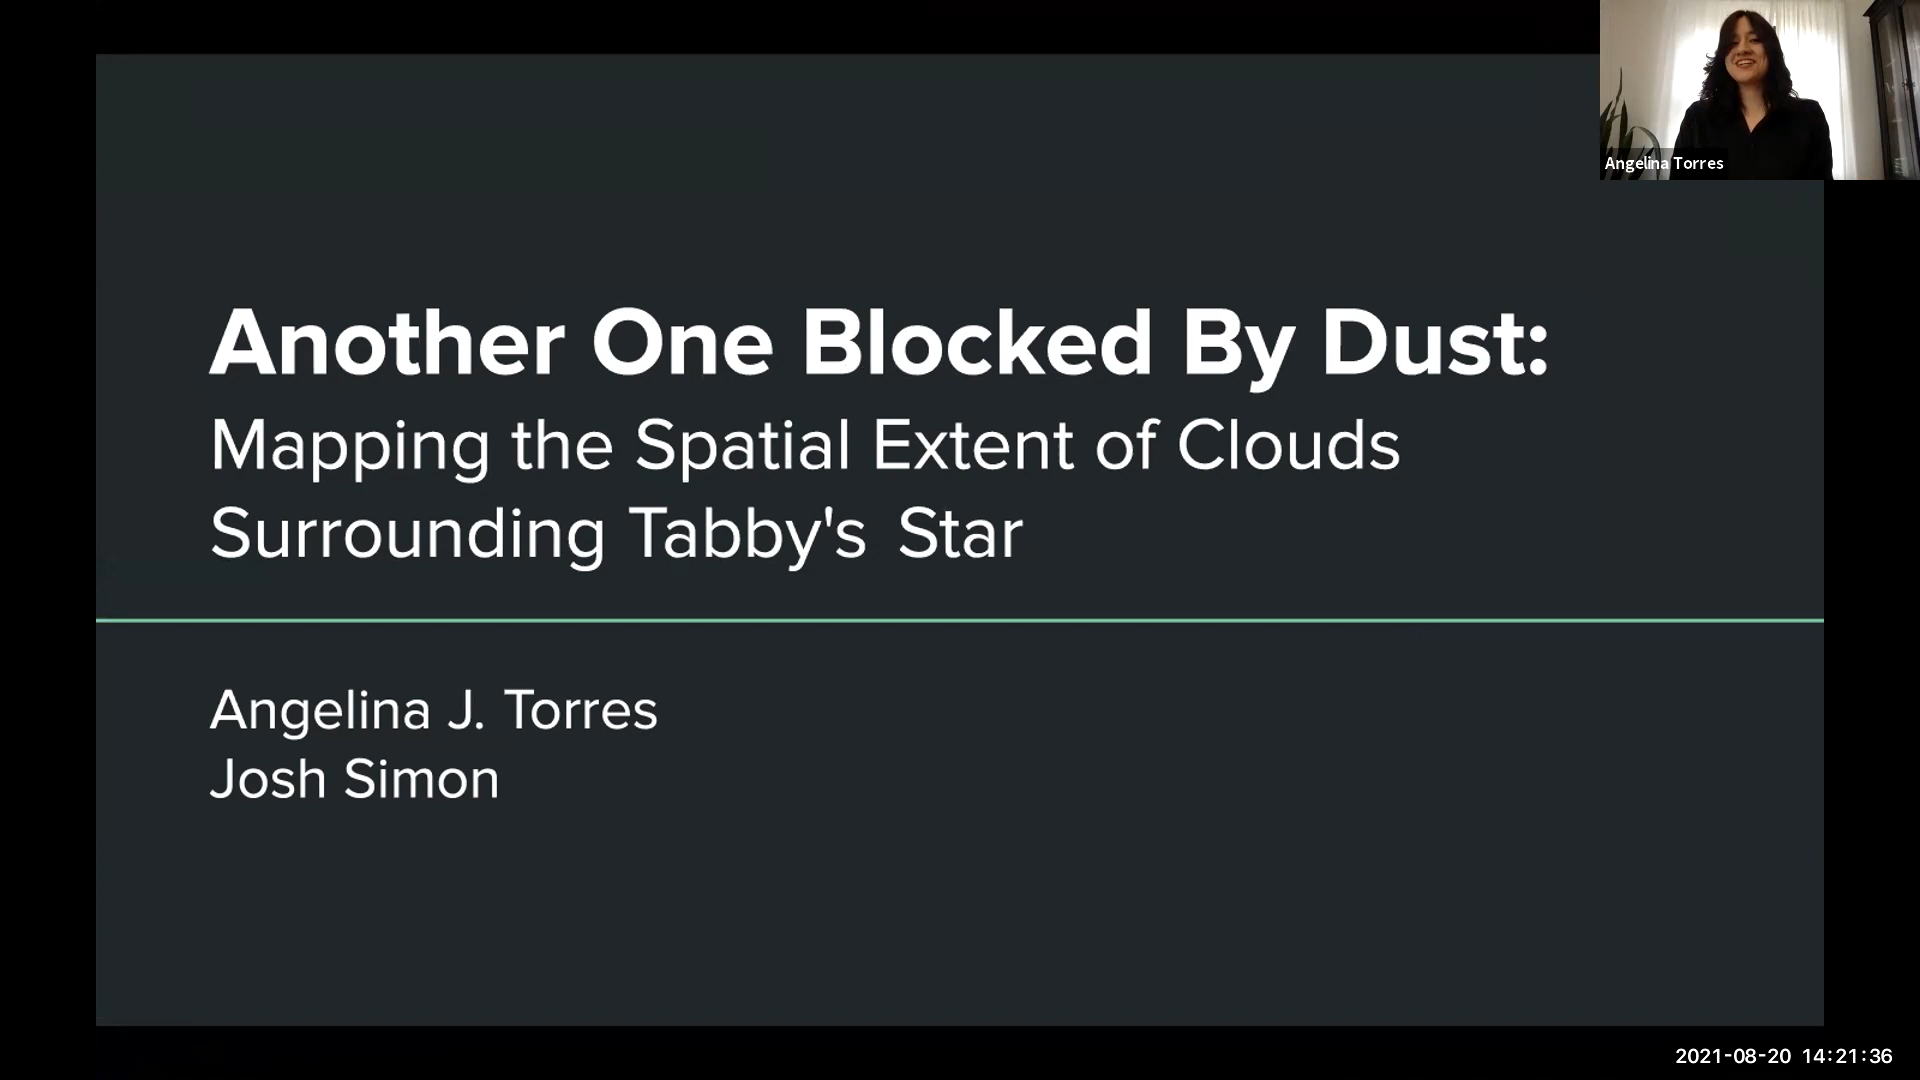 Angelina Torres
Another One Blocked By Dust:
Mapping the Spatial Extent of Clouds
Surrounding Tabby's Star
Angelina J. Torres
Josh Simon
2021-08-20 14:21:36